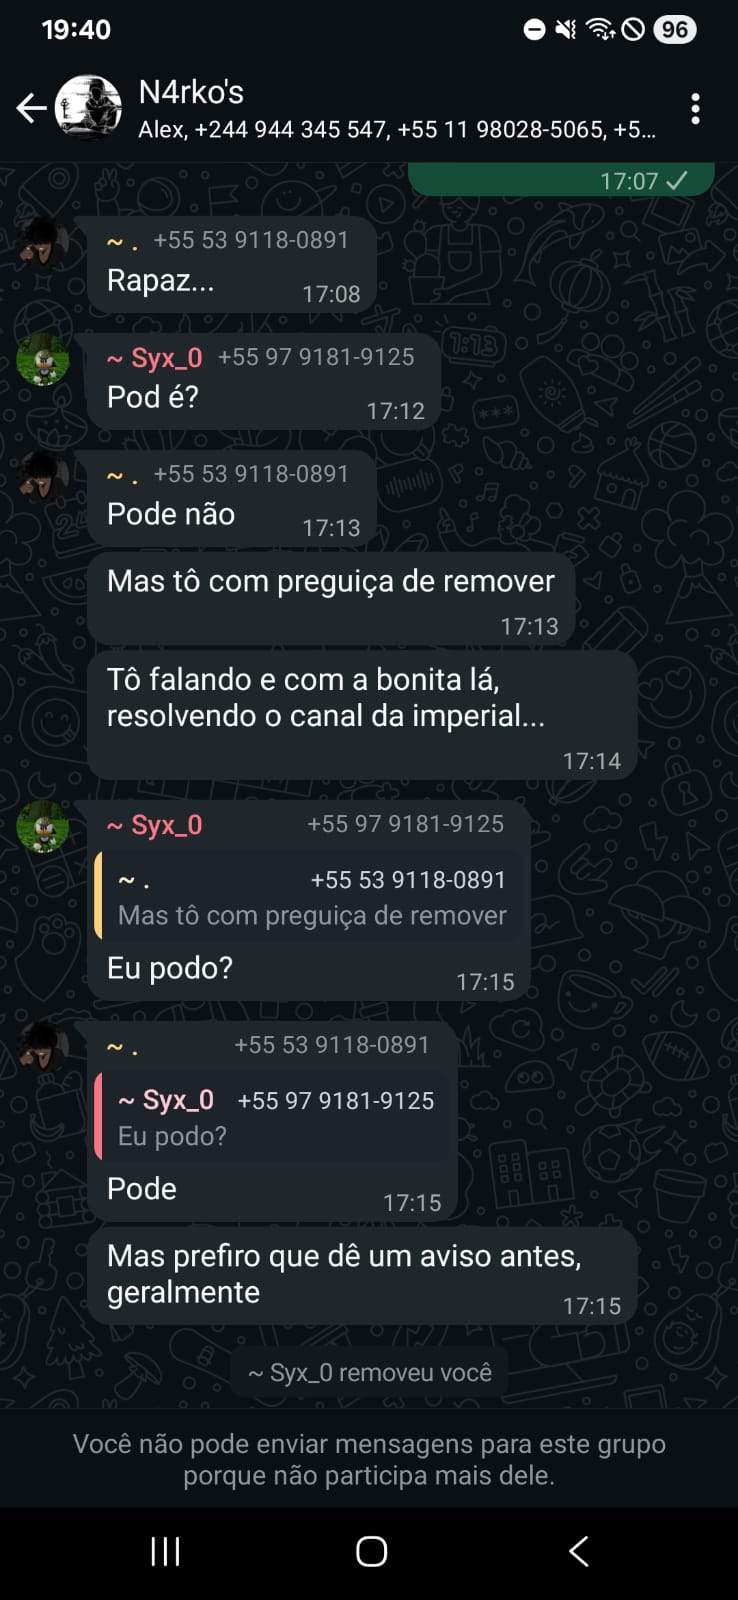 19:40
96
N4rko's
Alex, +244 944 345 547, +55 11 98028-5065, +5...
17:07
~ . +55 53 9118-0891
Rapaz...
17:08
~ Syx_0 +55 97 9181-9125
Pod é?
17:12
~ . +55 53 9118-0891
Pode não
17:13
Mas tô com preguiça de remover
17:13
Tô falando e com a bonita lá,
resolvendo o canal da imperial...
17:14
~ Syx_0 +55 97 9181-9125
~ . +55 53 9118-0891
Mas tô com preguiça de remover
Eu podo?
17:15
~ . +55 53 9118-0891
~ Syx_0 +55 97 9181-9125
Eu podo?
Pode
17:15
Mas prefiro que dê um aviso antes,
geralmente
17:15
~ Syx_0 removeu você
Você não pode enviar mensagens para este grupo
porque não participa mais dele.